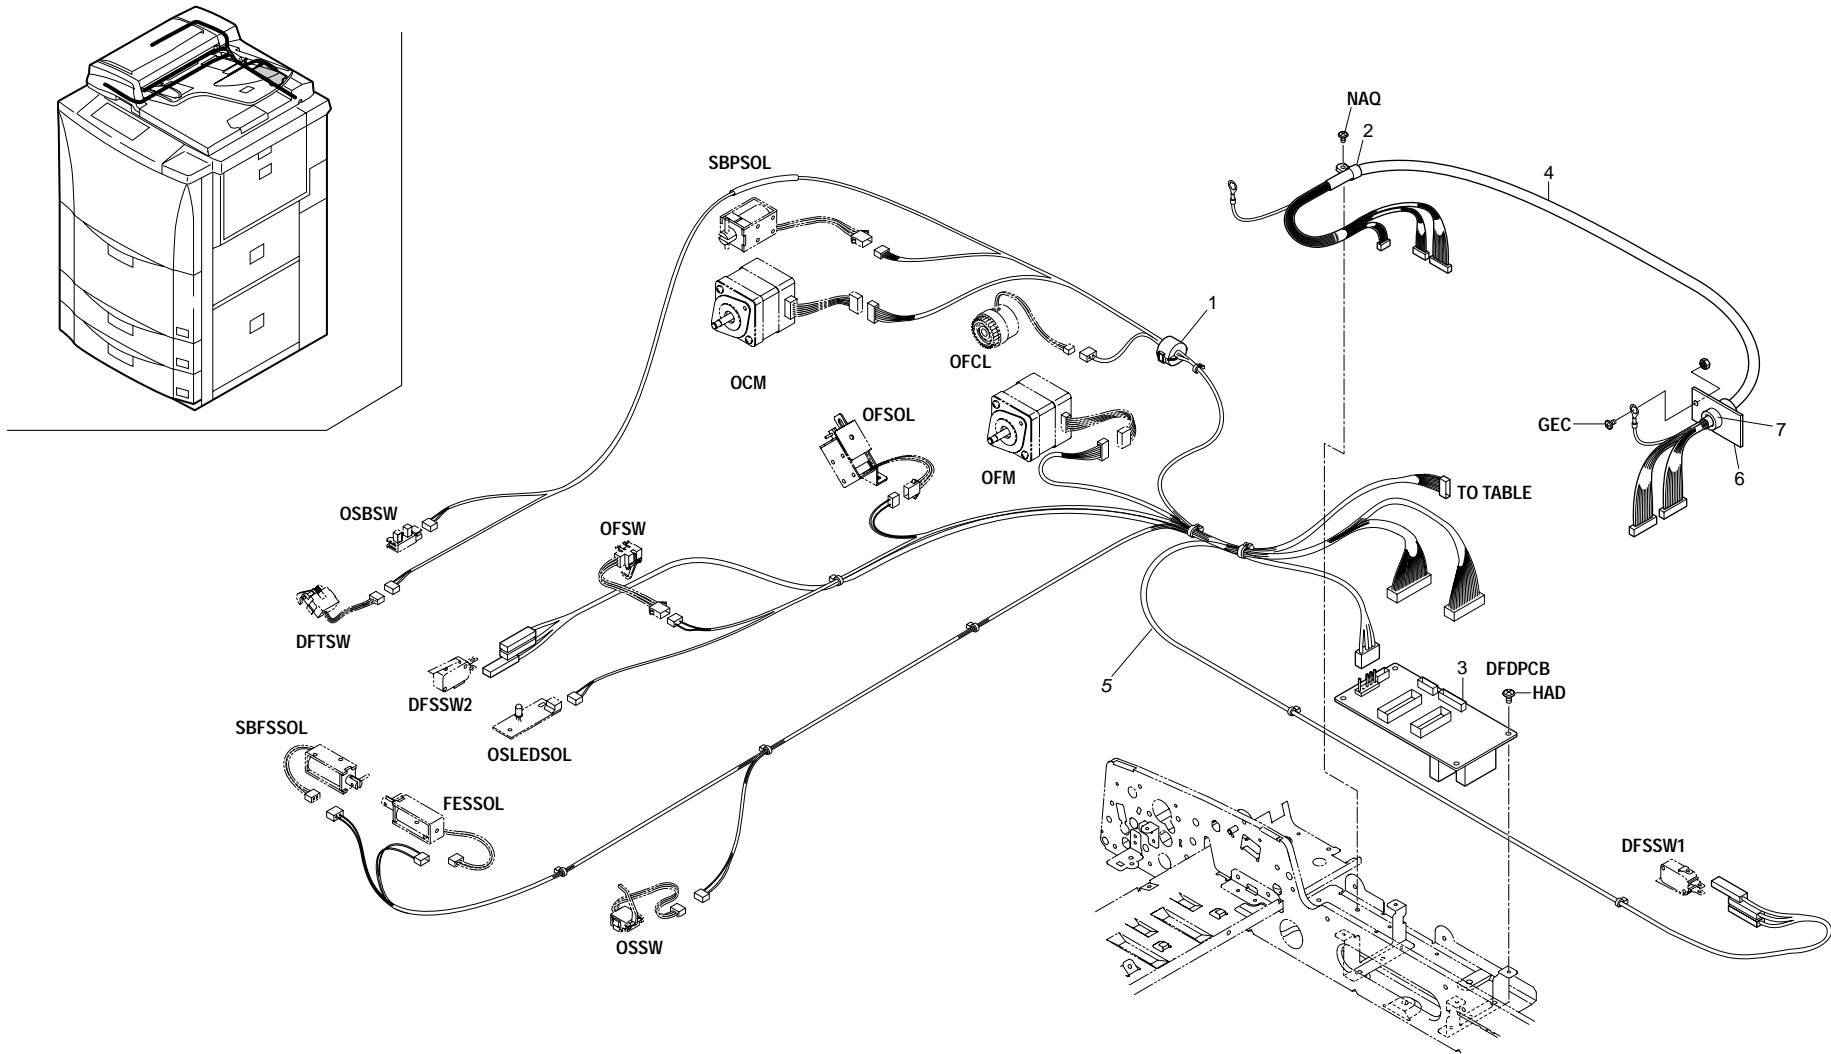 NAQ
2
SBPSOL
4
1
OFCL
OCM
OFSOL
GEC
7
OFM
6
TO TABLE
OSBSW
OFSW
DFTSW
3
DFDPCB
5
HAD
DFSSW2
SBFSSOL
OSLEDSOL
FESSOL
DFSSW1
OSSW